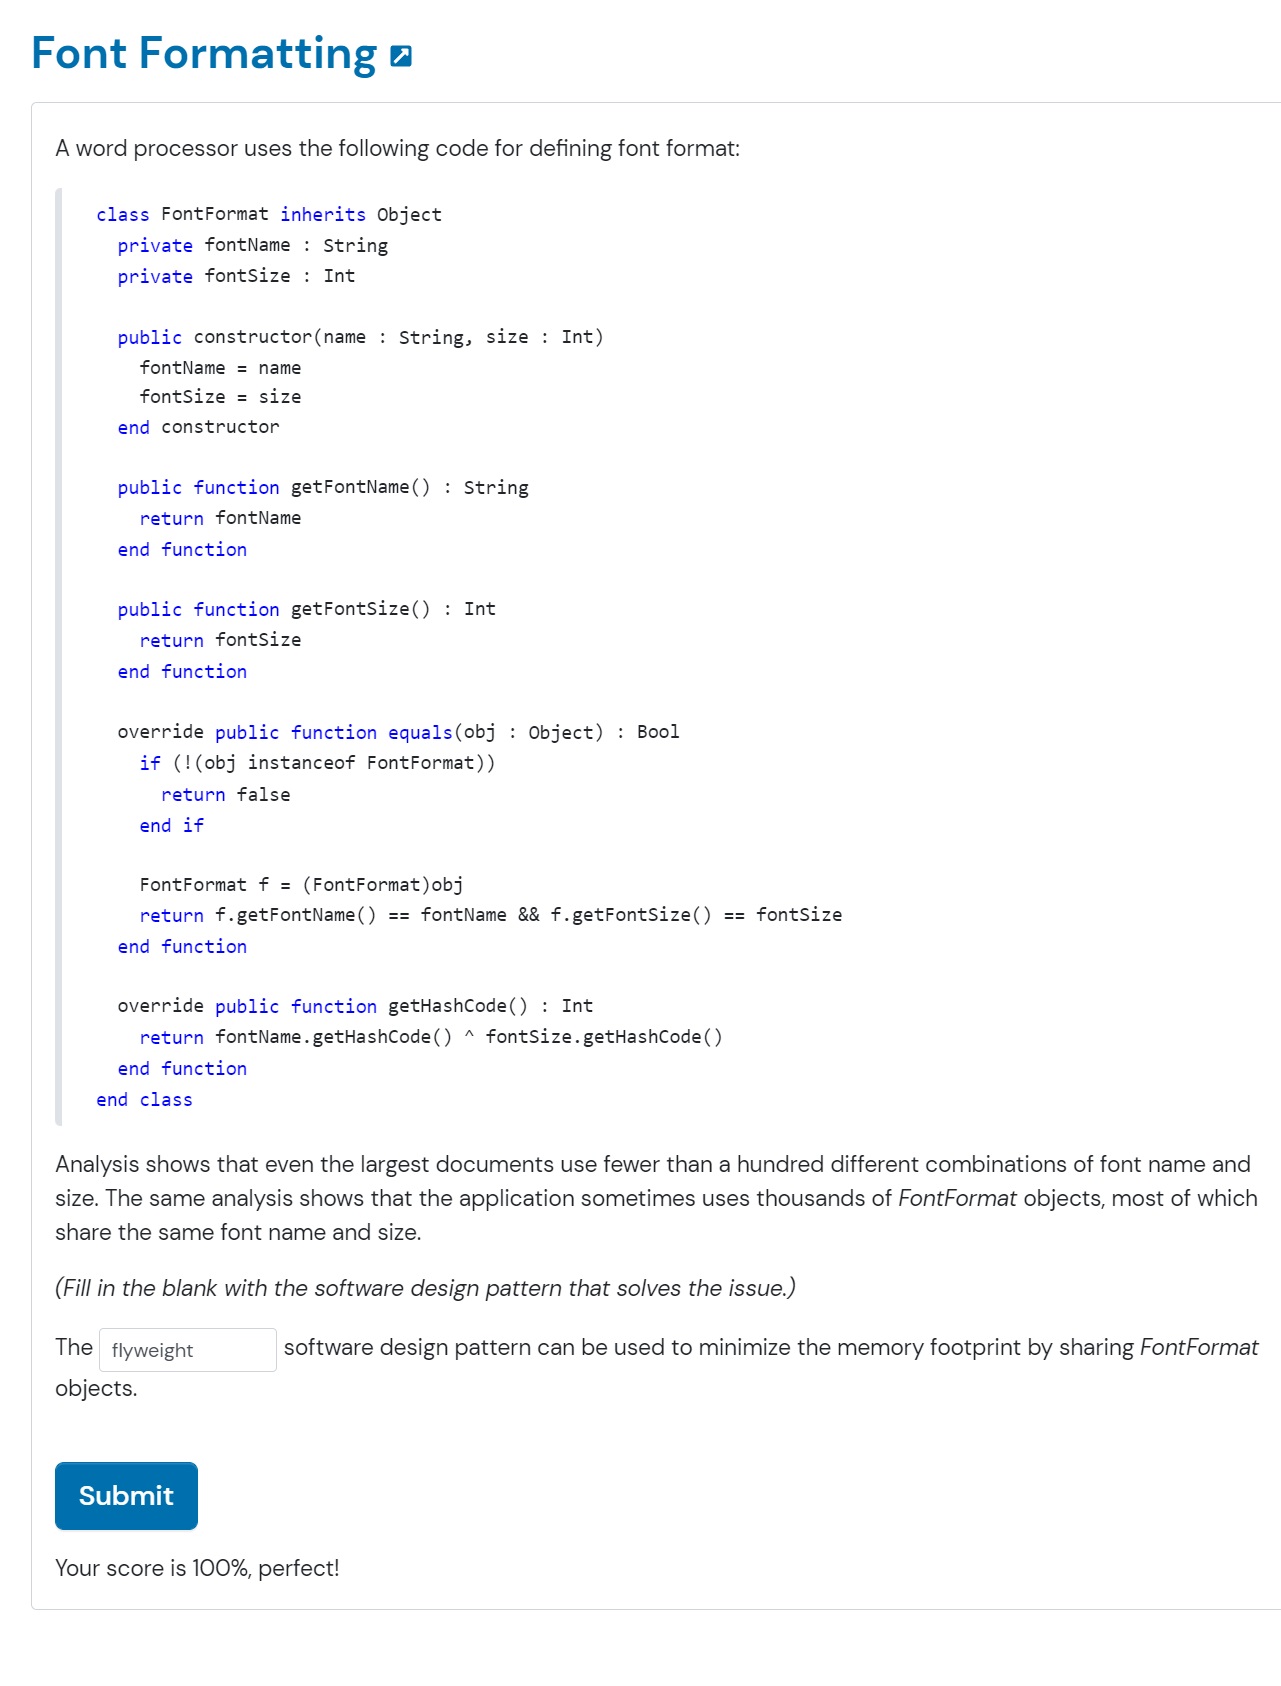 Font Formatting
A word processor uses the following code for defining font format:
class FontFormat inherits Object
  private fontName : String
  private fontSize : Int

  public constructor(name : String, size : Int)
    fontName = name
    fontSize = size
  end constructor

  public function getFontName() : String
    return fontName
  end function

  public function getFontSize() : Int
    return fontSize
  end function

  override public function equals(obj : Object) : Bool
    if (!(obj instanceof FontFormat))
      return false
    end if

    FontFormat f = (FontFormat)obj
    return f.getFontName() == fontName && f.getFontSize() == fontSize
  end function

  override public function getHashCode() : Int
    return fontName.getHashCode() ^ fontSize.getHashCode()
  end function
end class
Analysis shows that even the largest documents use fewer than a hundred different combinations of font name and
size. The same analysis shows that the application sometimes uses thousands of FontFormat objects, most of which
share the same font name and size.
(Fill in the blank with the software design pattern that solves the issue.)
The flyweight software design pattern can be used to minimize the memory footprint by sharing FontFormat
objects.
Submit
Your score is 100%, perfect!